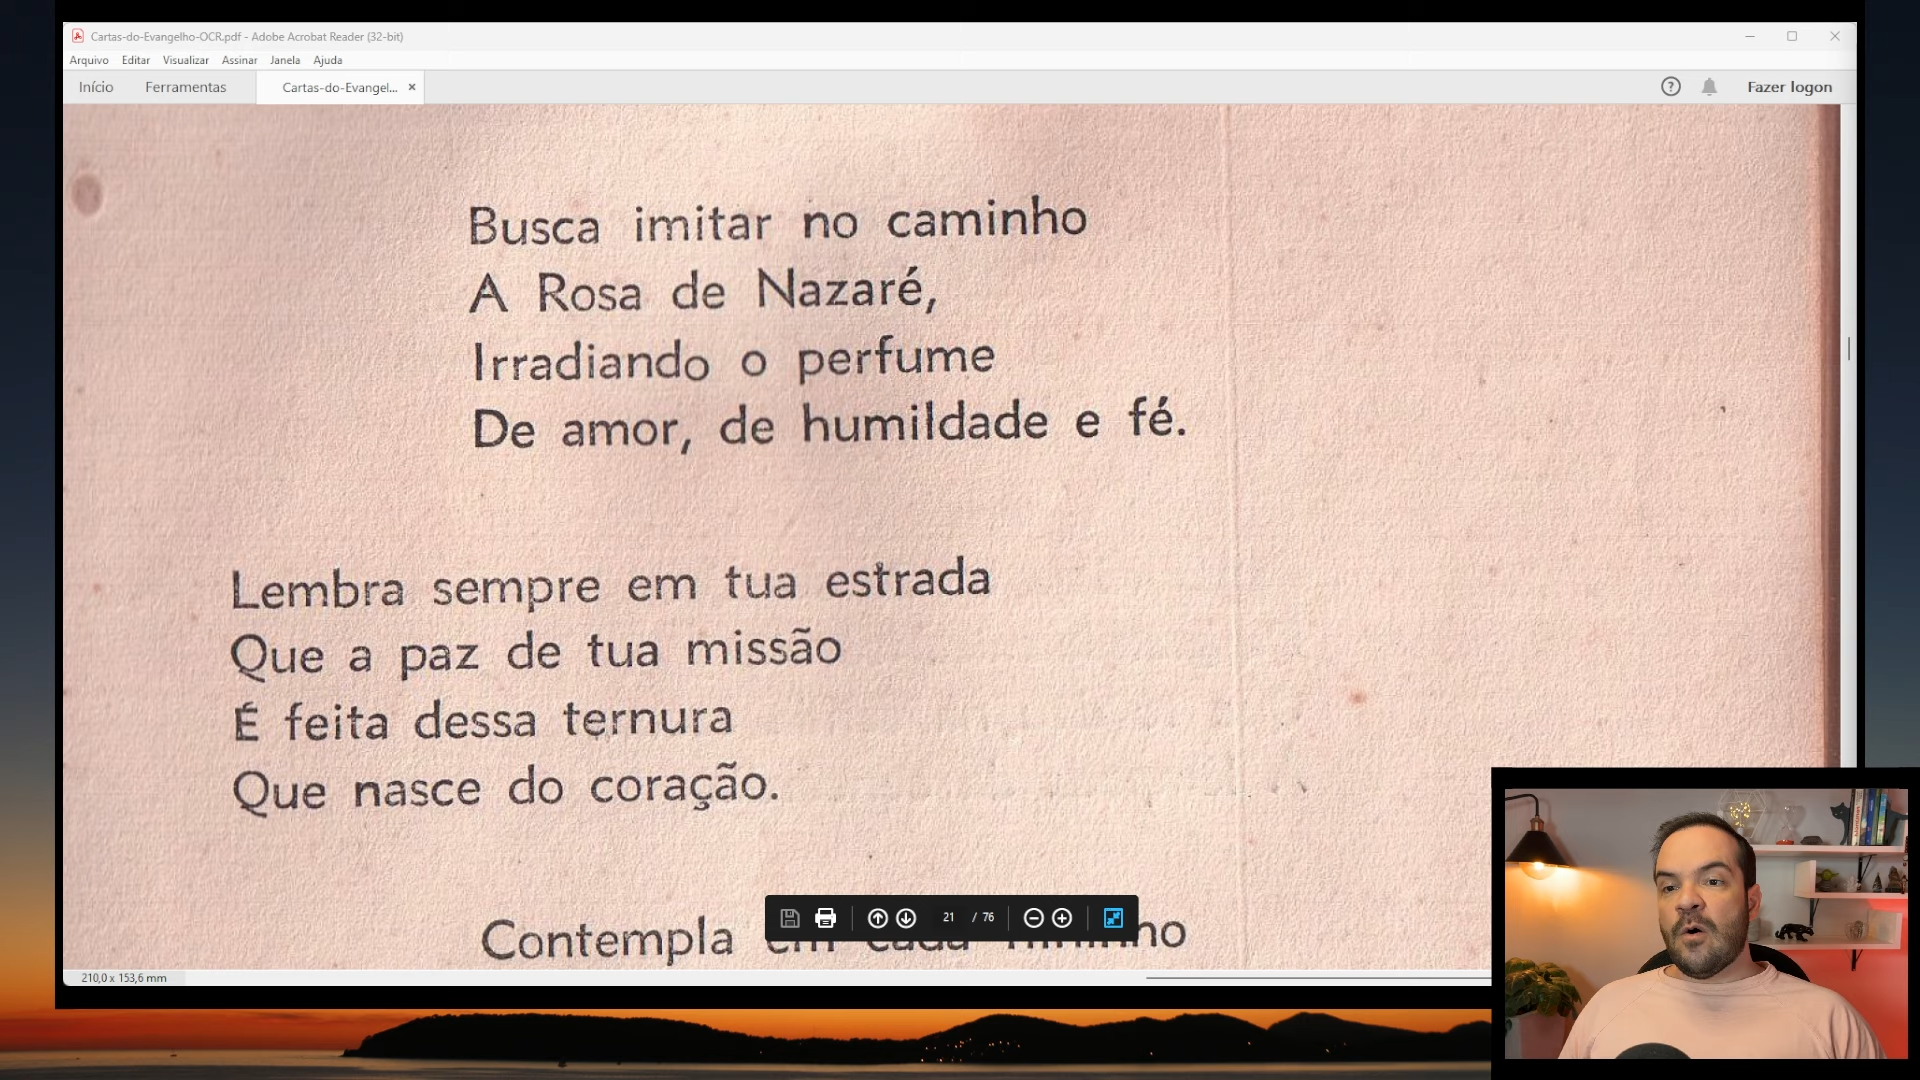 Cartas-do-Evangelho-OCR.pdf - Adobe Acrobat Reader (32-bit)
Arquivo Editar Visualizar Assinar Janela Ajuda
Início Ferramentas Cartas-do-Evangel... × ? Fazer logon
Busca imitar no caminho
A Rosa de Nazaré,
Irradiando o perfume
De amor, de humildade e fé.
Lembra sempre em tua estrada
Que a paz de tua missão
É feita dessa ternura
Que nasce do coração.
Contempla em cada
21 / 76
210,0 x 153,6 mm